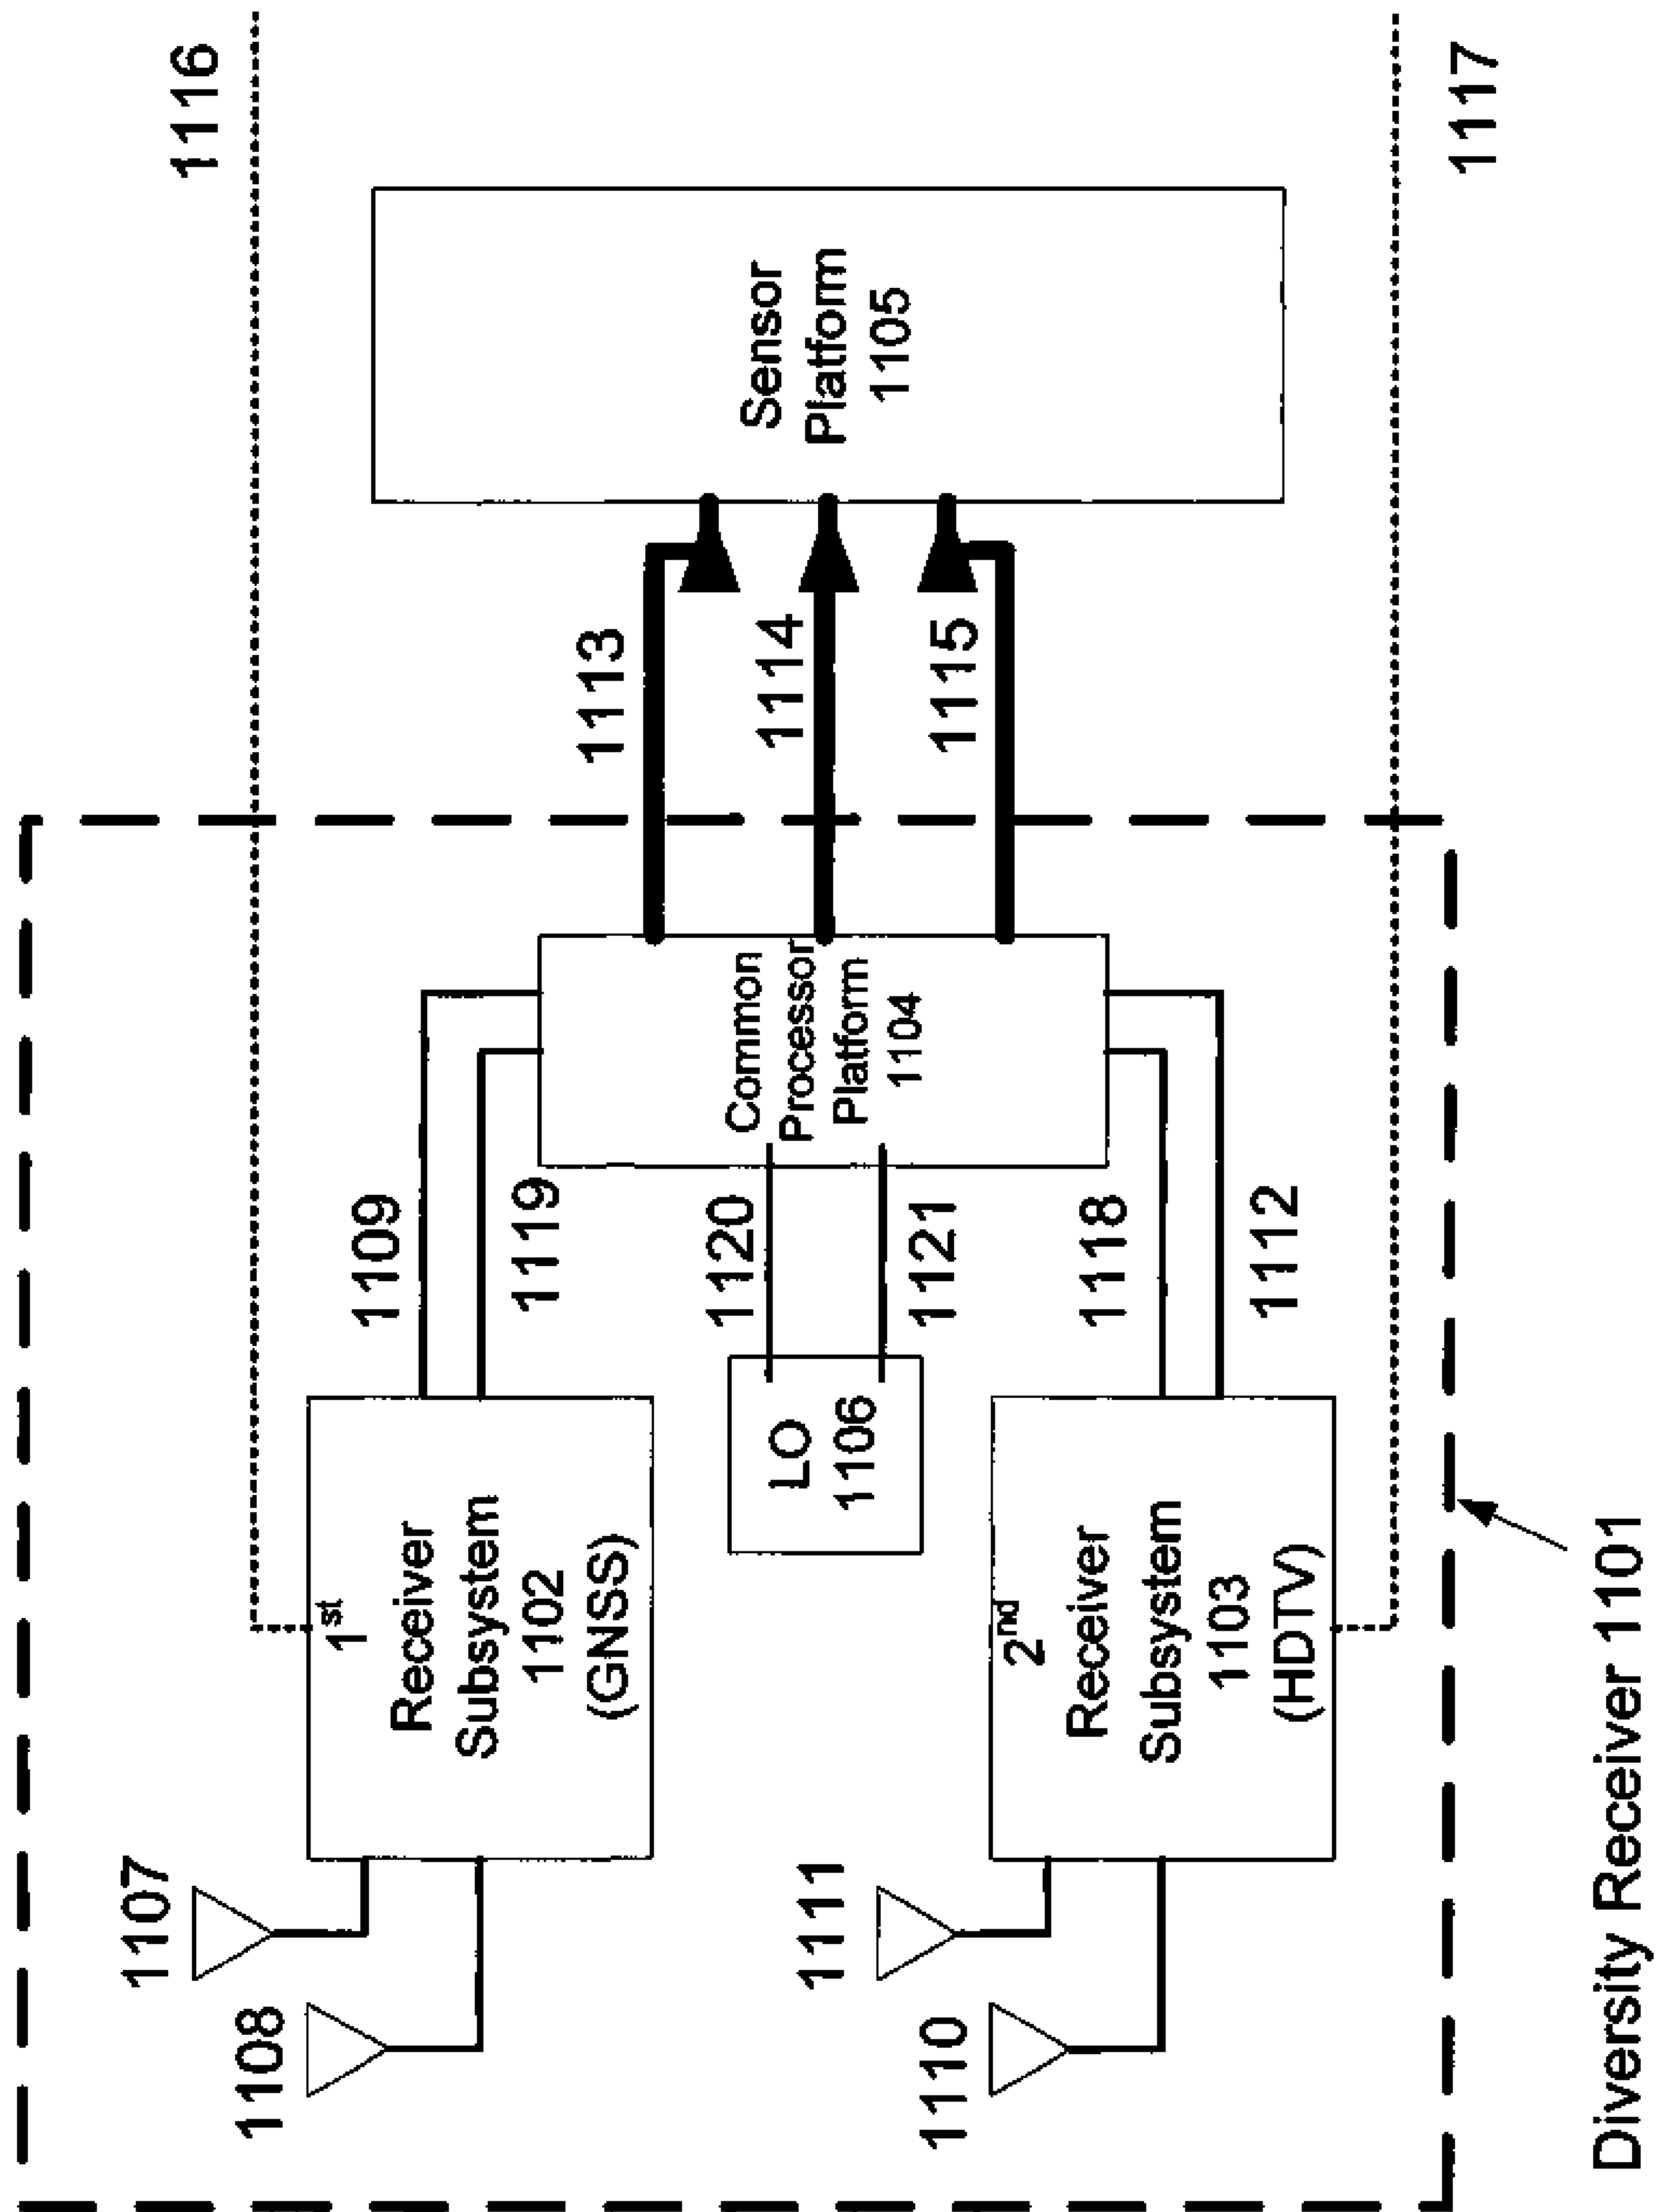 1107
1116
1108
1st
Receiver
Subsystem
1102
(GNSS)
1109
1119
1113
1120
LO
1106
1121
Common
Processor
Platform
1104
1114
Sensor
Platform
1105
1111
1110
1115
2nd
Receiver
Subsystem
1103
(HDTV)
1118
1112
1117
Diversity Receiver 1101